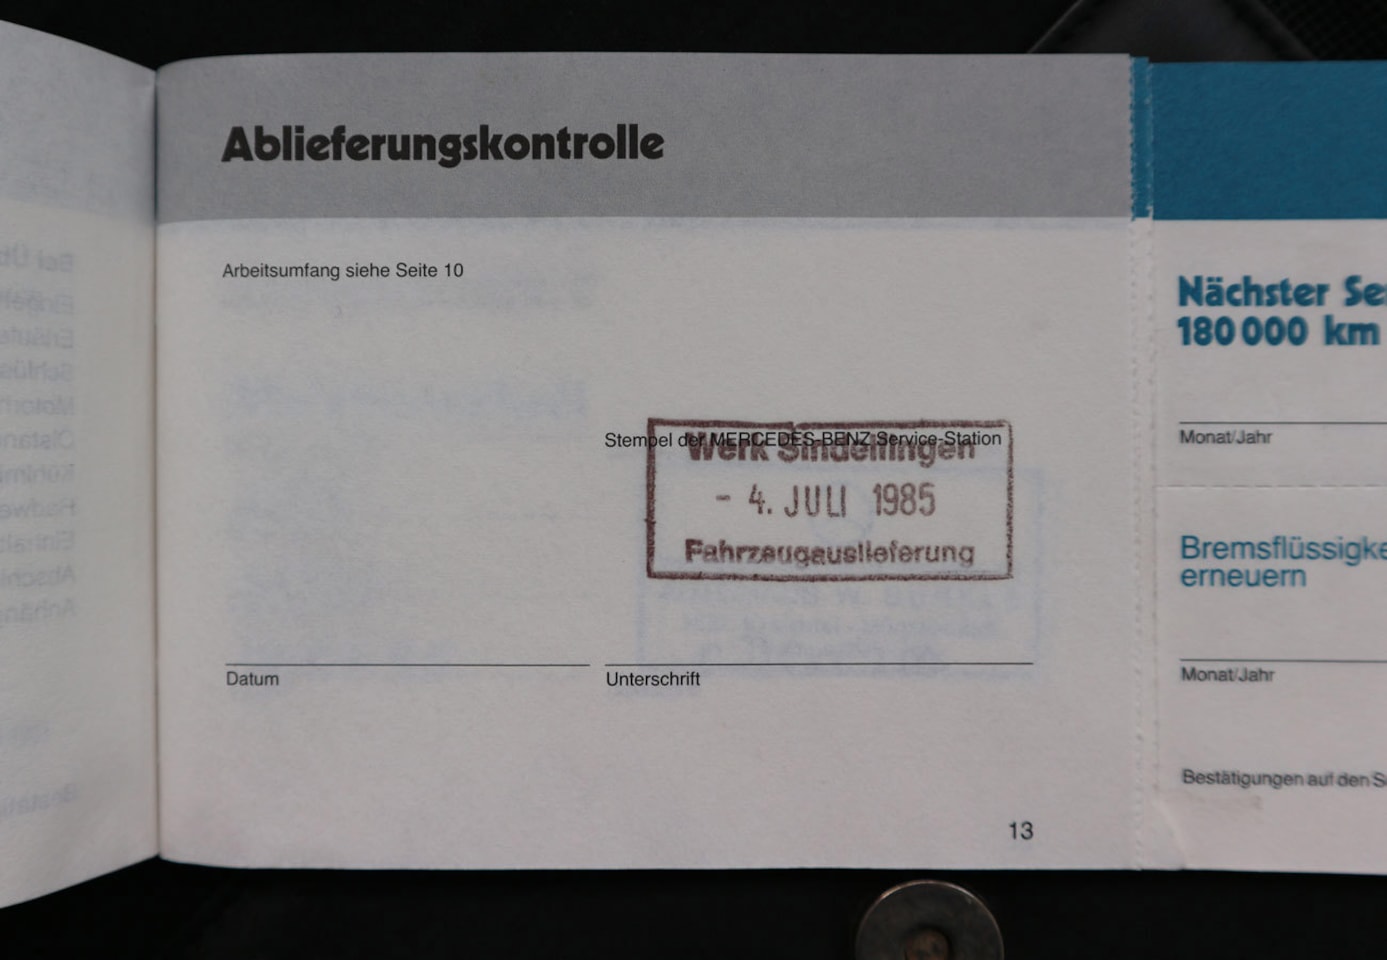 Ablieferungskontrolle
Arbeitsumfang siehe Seite 10
Stempel der MERCEDES-BENZ Service-Station
Werk Sindelfingen
- 4. JULI 1985
Fahrzeugauslieferung
Datum
Unterschrift
13
Nächster Se
180 000 km
Monat/Jahr
Bremsflüssigke
erneuern
Monat/Jahr
Bestätigungen auf den S